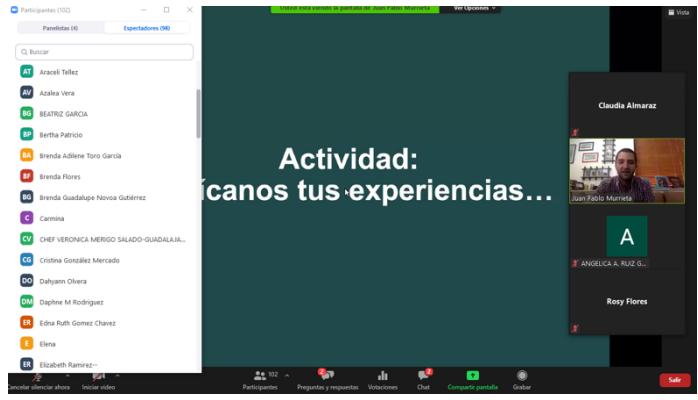 Participantes (102)
Panelistas (4)
Espectadores (98)
Buscar
AT Araceli Tellez
AV Azalea Vera
BG BEATRIZ GARCIA
BP Bertha Patricio
BA Brenda Adilene Toro García
BF Brenda Flores
BG Brenda Guadalupe Novoa Gutiérrez
C Carmina
CV CHEF VERONICA MERIGO SALADO-GUADALAJA...
CG Cristina González Mercado
DO Dahyann Olvera
DM Daphne M Rodriguez
ER Edna Ruth Gomez Chavez
E Elena
ER Elizabeth Ramirez--
Usted está viendo la pantalla de Juan Pablo Murrieta
Ver Opciones
Vista
Actividad:
ícanos tus experiencias...
Claudia Almaraz
Juan Pablo Murrieta
A
ANGELICA A. RUIZ G...
Rosy Flores
Cancelar silenciar ahora
Iniciar video
102
Participantes
2
Preguntas y respuestas
Votaciones
2
Chat
Compartir pantalla
Grabar
Salir